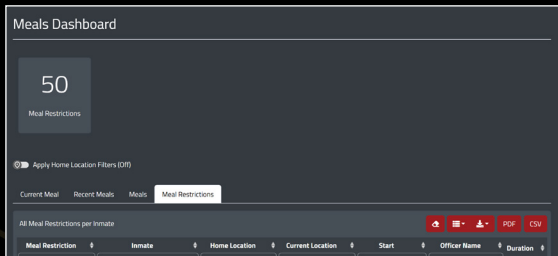 Meals Dashboard
50
Meal Restrictions
Apply Home Location Filters (Off)
Current Meal Recent Meals Meals Meal Restrictions
All Meal Restrictions per Inmate PDF CSV
Meal Restriction Inmate Home Location Current Location Start Officer Name Duration